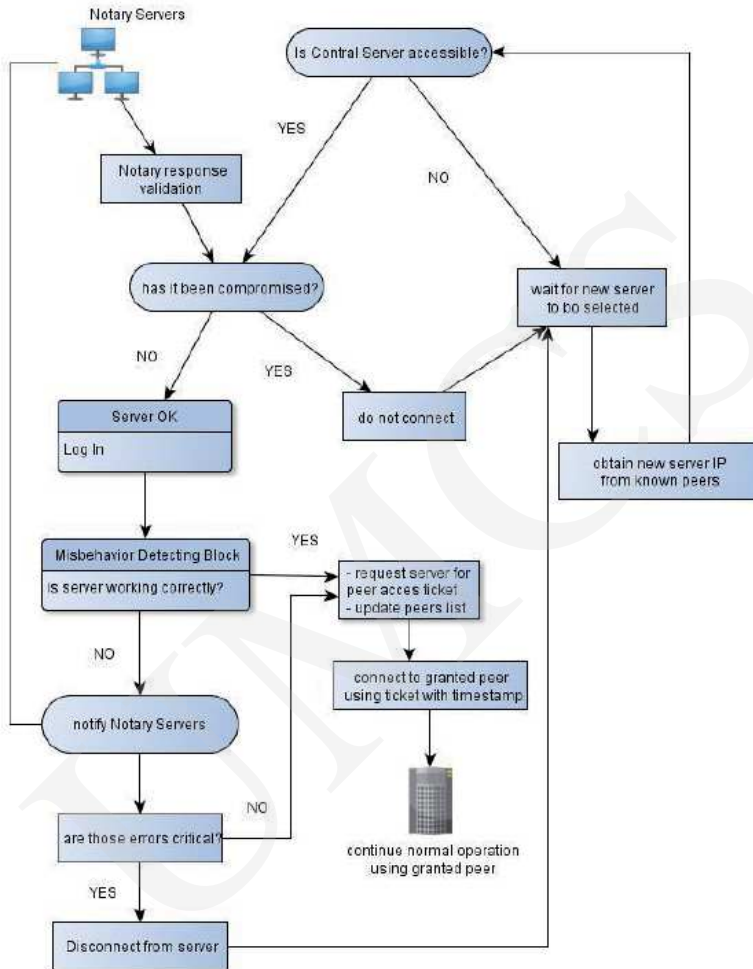 Notary Servers
Is Contral Server accessible?
YES
NO
Notary response
validation
has it been compromised?
wait for new server
to bo selected
NO
YES
Server OK
Log In
do not connect
obtain new server IP
from known peers
Misbehavior Detecting Block
Is server working correctly?
YES
- request server for
peer acces ticket
- update peers list
NO
connect to granted peer
using ticket with timestamp
notify Notary Servers
NO
are those errors critical?
continue normal operation
using granted peer
YES
Disconnect from server
UMCS